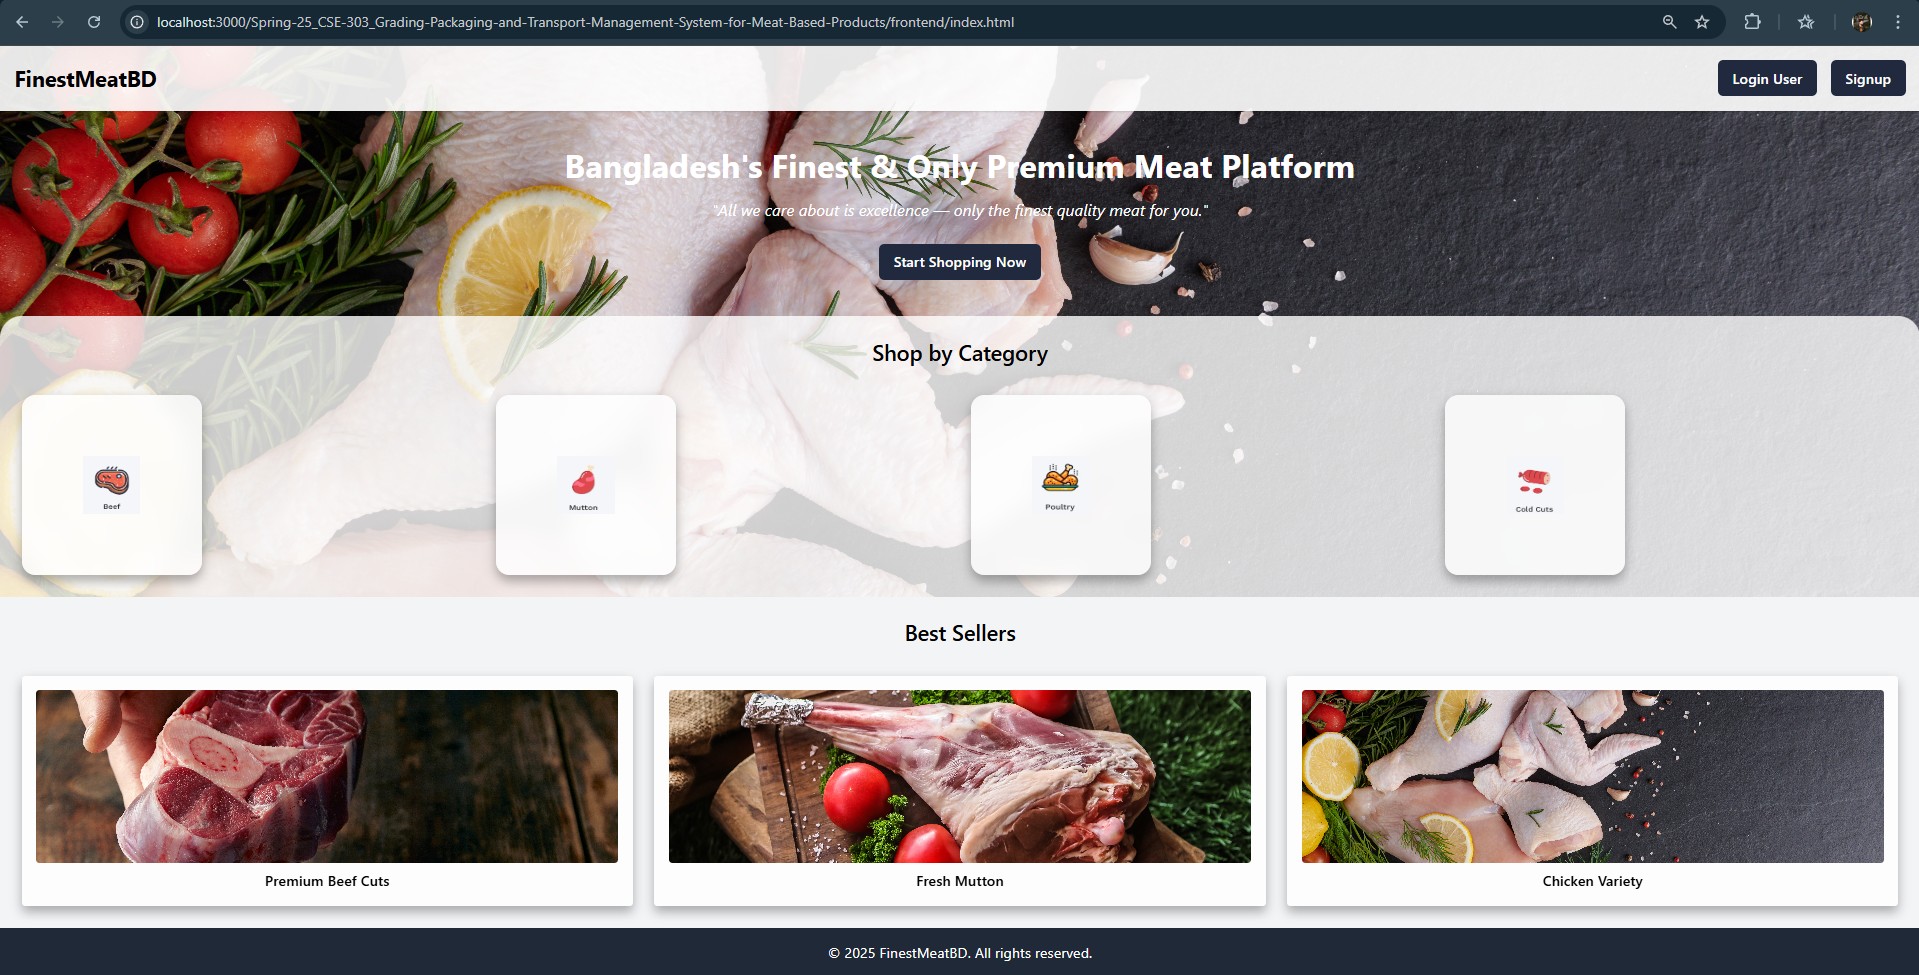 localhost:3000/Spring-25_CSE-303_Grading-Packaging-and-Transport-Management-System-for-Meat-Based-Products/frontend/index.html
FinestMeatBD
Login User
Signup
Bangladesh's Finest & Only Premium Meat Platform
"All we care about is excellence — only the finest quality meat for you."
Start Shopping Now
Shop by Category
Beef
Mutton
Poultry
Cold Cuts
Best Sellers
Premium Beef Cuts
Fresh Mutton
Chicken Variety
© 2025 FinestMeatBD. All rights reserved.